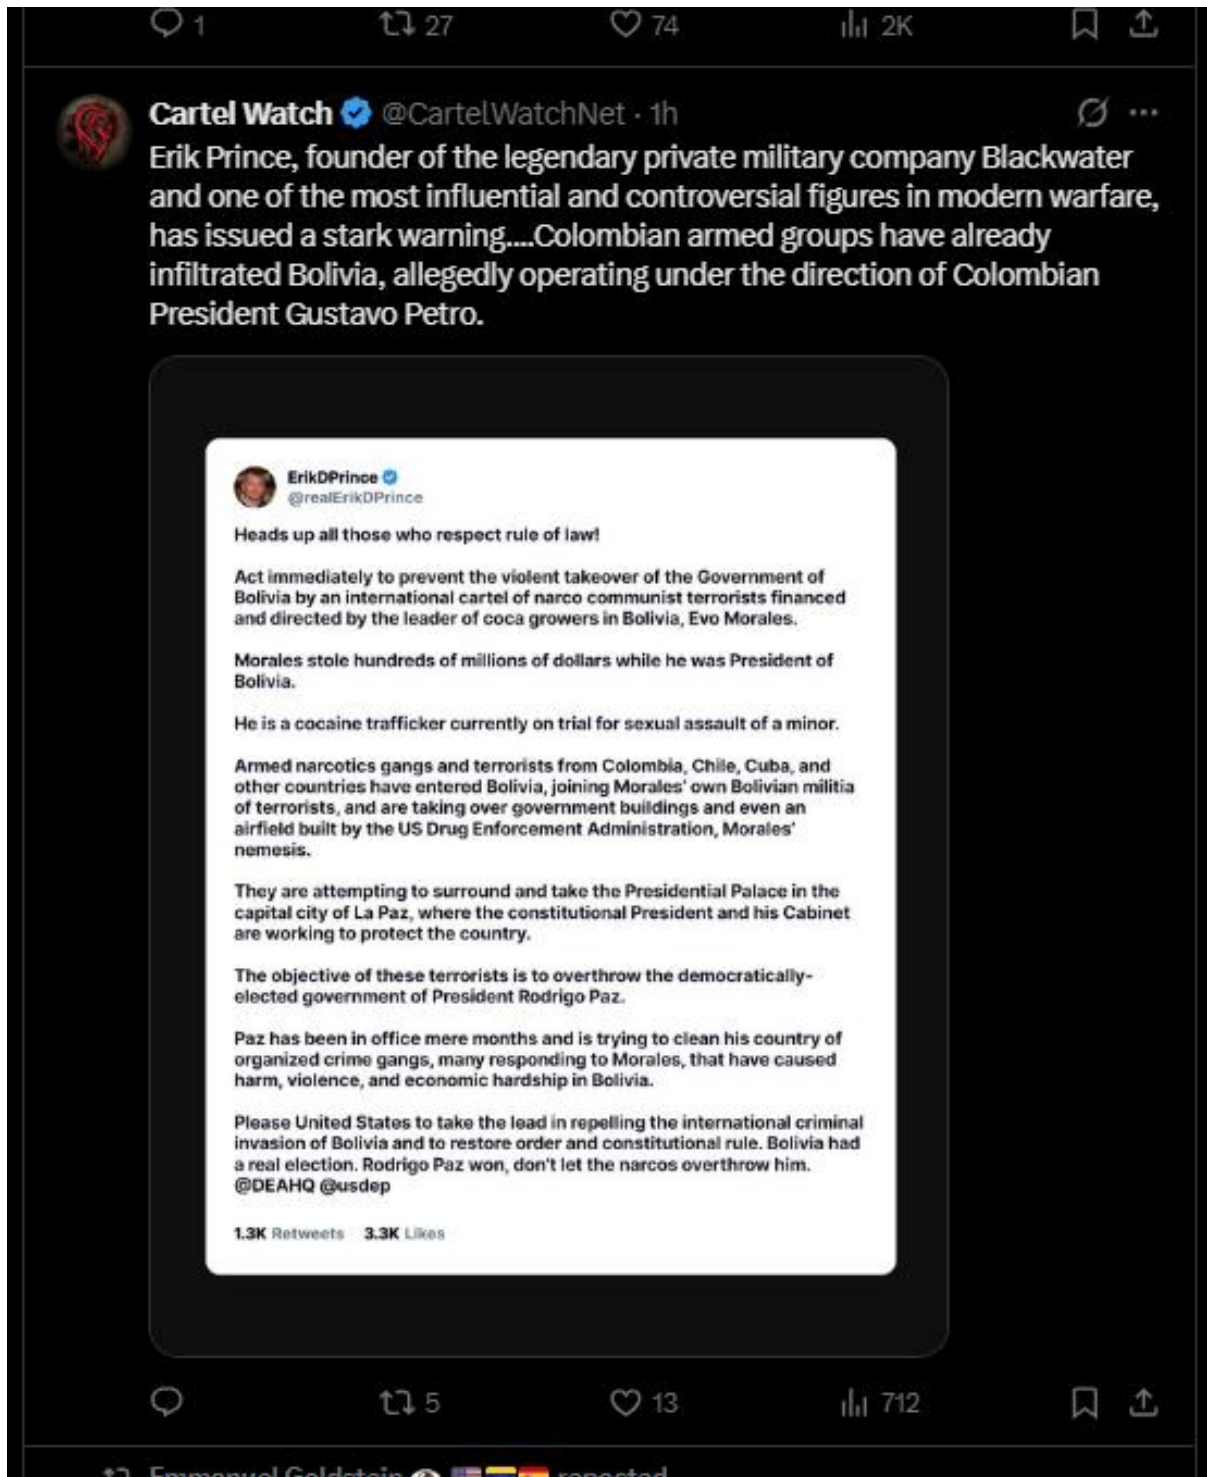 1 27 74 2K
Cartel Watch @CartelWatchNet · 1h
Erik Prince, founder of the legendary private military company Blackwater
and one of the most influential and controversial figures in modern warfare,
has issued a stark warning....Colombian armed groups have already
infiltrated Bolivia, allegedly operating under the direction of Colombian
President Gustavo Petro.
ErikDPrince
@realErikDPrince
Heads up all those who respect rule of law!
Act immediately to prevent the violent takeover of the Government of
Bolivia by an international cartel of narco communist terrorists financed
and directed by the leader of coca growers in Bolivia, Evo Morales.
Morales stole hundreds of millions of dollars while he was President of
Bolivia.
He is a cocaine trafficker currently on trial for sexual assault of a minor.
Armed narcotics gangs and terrorists from Colombia, Chile, Cuba, and
other countries have entered Bolivia, joining Morales' own Bolivian militia
of terrorists, and are taking over government buildings and even an
airfield built by the US Drug Enforcement Administration, Morales'
nemesis.
They are attempting to surround and take the Presidential Palace in the
capital city of La Paz, where the constitutional President and his Cabinet
are working to protect the country.
The objective of these terrorists is to overthrow the democratically-
elected government of President Rodrigo Paz.
Paz has been in office mere months and is trying to clean his country of
organized crime gangs, many responding to Morales, that have caused
harm, violence, and economic hardship in Bolivia.
Please United States to take the lead in repelling the international criminal
invasion of Bolivia and to restore order and constitutional rule. Bolivia had
a real election. Rodrigo Paz won, don't let the narcos overthrow him.
@DEAHQ @usdep
1.3K Retweets 3.3K Likes
5 13 712
Emmanuel Goldstein reposted